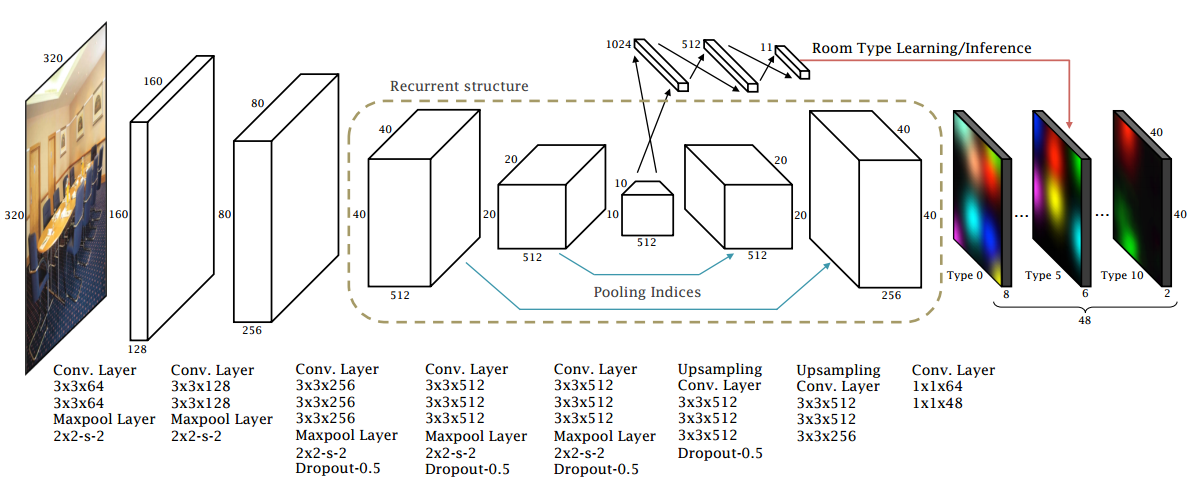 320
320
160
160
128
80
80
256
Recurrent structure
40
40
512
20
20
512
10
10
512
1024
512
11
Room Type Learning/Inference
20
20
512
40
40
256
Pooling Indices
Type 0
8
...
Type 5
6
...
Type 10
2
40
40
48
Conv. Layer
3x3x64
3x3x64
Maxpool Layer
2x2-s-2
Conv. Layer
3x3x128
3x3x128
Maxpool Layer
2x2-s-2
Conv. Layer
3x3x256
3x3x256
3x3x256
Maxpool Layer
2x2-s-2
Dropout-0.5
Conv. Layer
3x3x512
3x3x512
3x3x512
Maxpool Layer
2x2-s-2
Dropout-0.5
Conv. Layer
3x3x512
3x3x512
3x3x512
Maxpool Layer
2x2-s-2
Dropout-0.5
Upsampling
Conv. Layer
3x3x512
3x3x512
3x3x512
Dropout-0.5
Upsampling
Conv. Layer
3x3x512
3x3x512
3x3x256
Conv. Layer
1x1x64
1x1x48